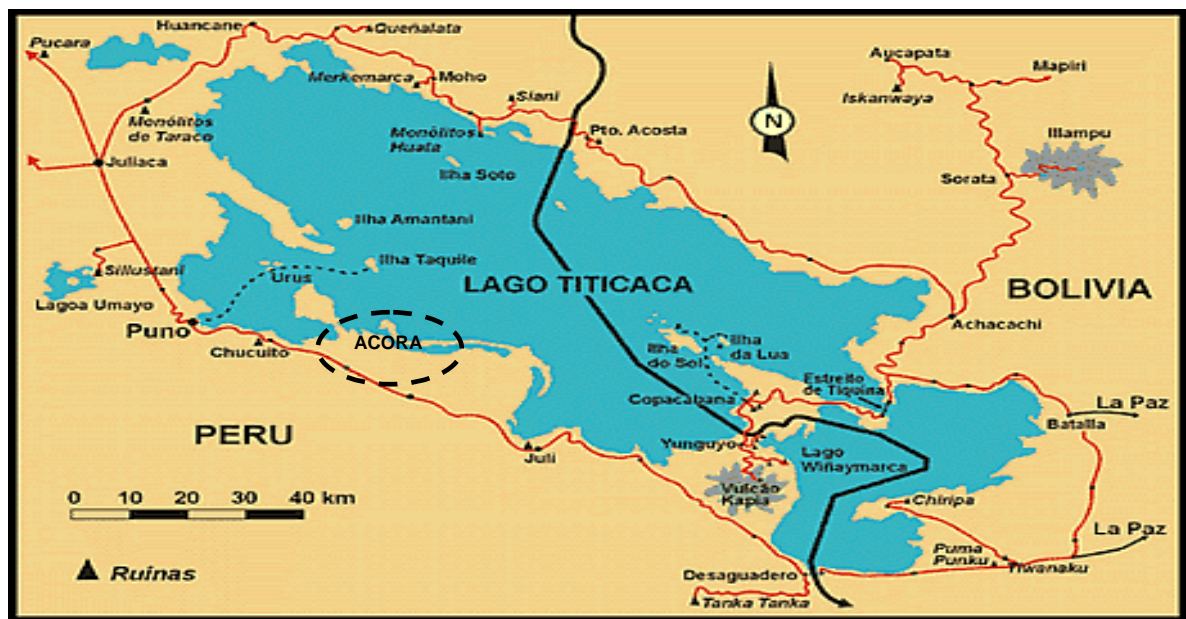 Huancane
Queñalata
Pucara
Aucapata
Mapiri
Merkemarca
Moho
Siani
Iskanwaya
Monólitos
de Taraco
N
Pto. Acosta
Illampu
Monólitos
Huata
Juliaca
Ilha Soto
Sorata
Ilha Amantani
Sillustani
Urus
Ilha Taquile
LAGO TITICACA
BOLIVIA
Lagoa Umayo
Puno
Achacachi
ACORA
Chucuito
Ilha
do Sol
Ilha
da Lua
Estreito
de Tiquina
Copacabana
La Paz
Batalla
PERU
Yunguyo
Juli
Lago
Wiñaymarca
Vulcão
Kapia
0 10 20 30 40 km
Chiripa
La Paz
Puma
Punku
Tiwanaku
Ruinas
Desaguadero
Tanka Tanka